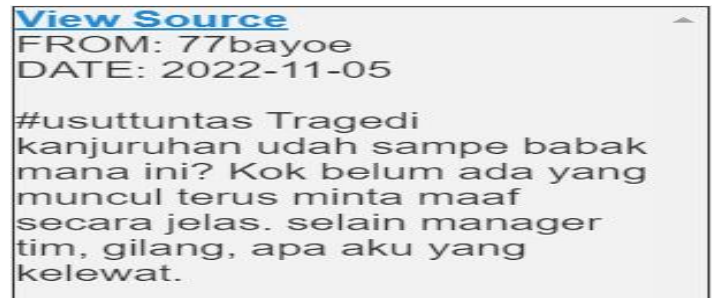 View Source
FROM: 77bayoe
DATE: 2022-11-05
#usuttuntas Tragedi
kanjuruhan udah sampe babak
mana ini? Kok belum ada yang
muncul terus minta maaf
secara jelas. selain manager
tim, gilang, apa aku yang
kelewat.